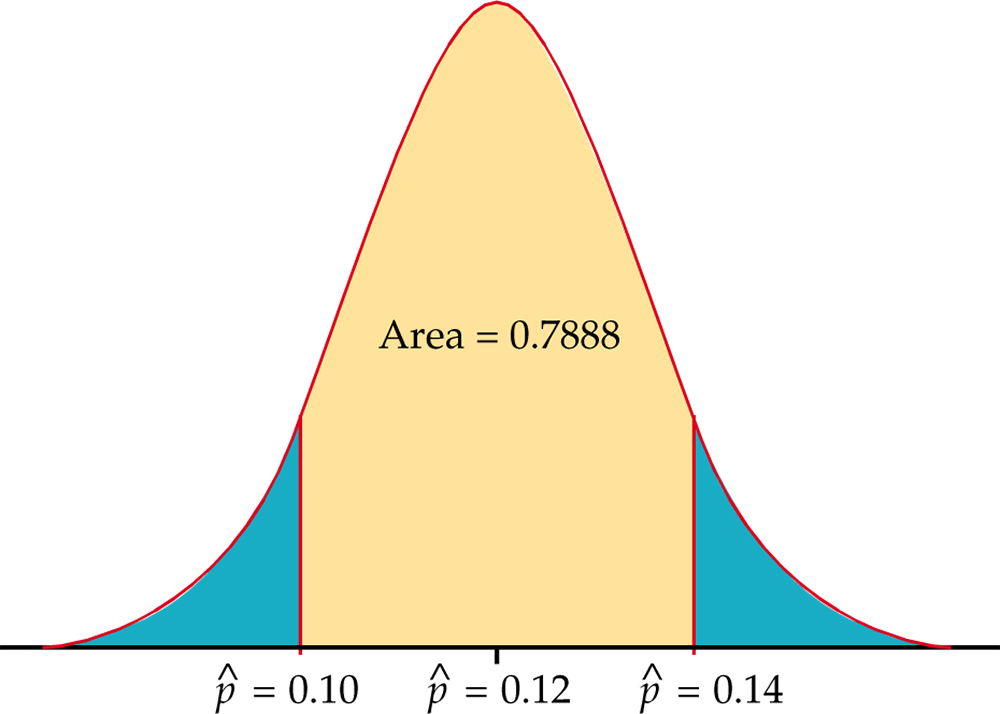 Area = 0.7888
p̂ = 0.10 p̂ = 0.12 p̂ = 0.14